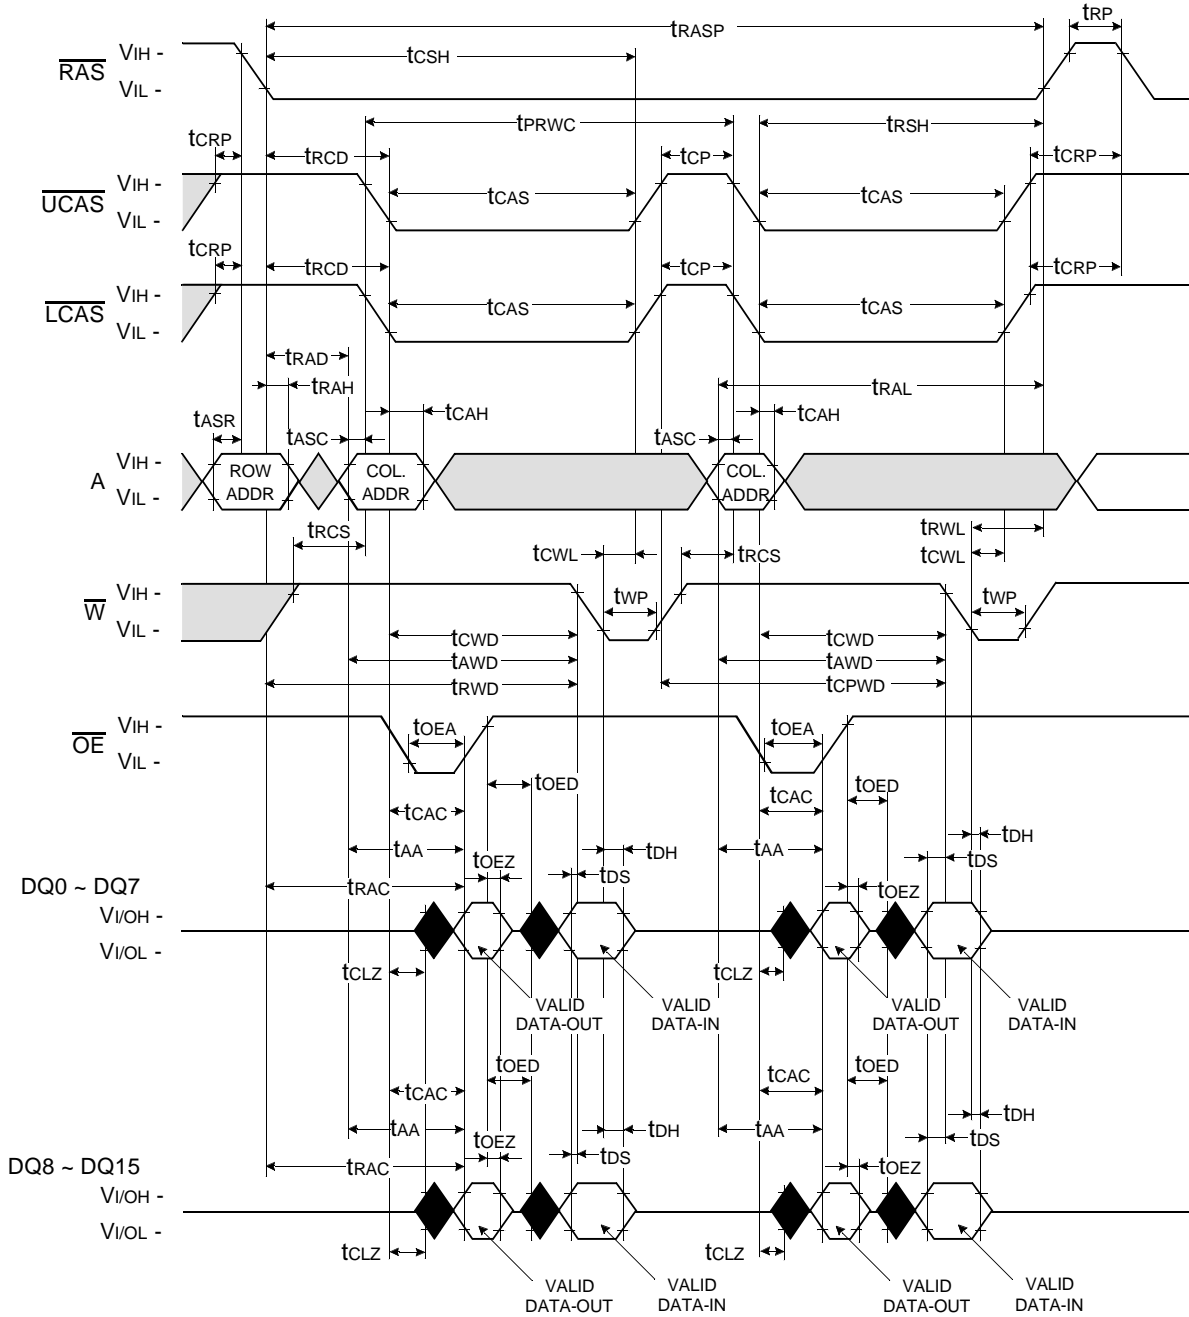 tRP
tRASP
VIH -
tCSH
RAS
VIL -
tPRWC
tRSH
tCRP
tRCD
tCP
tCRP
VIH -
UCAS
tCAS
tCAS
VIL -
tCRP
tRCD
tCP
tCRP
VIH -
LCAS
tCAS
tCAS
VIL -
tRAD
tRAH
tRAL
tASR
tCAH
tCAH
tASC
tASC
VIH -
A
ROW
ADDR
COL.
ADDR
COL.
ADDR
VIL -
tRCS
tRWL
tCWL
tRCS
tCWL
VIH -
W
tWP
tWP
VIL -
tCWD
tCWD
tAWD
tAWD
tRWD
tCPWD
VIH -
OE
tOEA
tOEA
VIL -
tOED
tOED
tCAC
tCAC
tDH
tDH
tAA
tAA
tOEZ
tDS
tDS
DQ0 ~ DQ7
tRAC
tOEZ
VI/OH -
VI/OL -
tCLZ
tCLZ
VALID
DATA-OUT
VALID
DATA-IN
VALID
DATA-OUT
VALID
DATA-IN
tOED
tOED
tCAC
tCAC
tDH
tDH
tAA
tAA
tOEZ
tDS
tDS
DQ8 ~ DQ15
tRAC
tOEZ
VI/OH -
VI/OL -
tCLZ
tCLZ
VALID
DATA-OUT
VALID
DATA-IN
VALID
DATA-OUT
VALID
DATA-IN